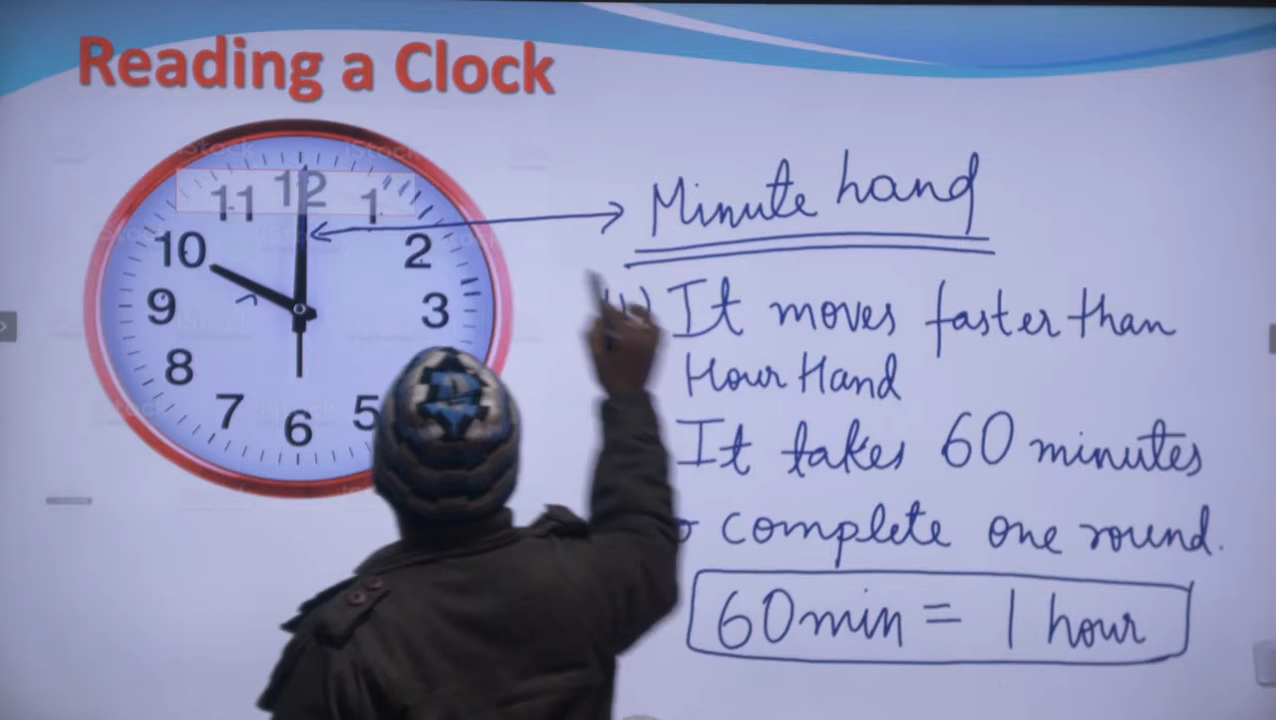 Reading a Clock
12
11
1
10
2
9
3
8
7
6
5
Minute hand
It moves faster than
Hour Hand
It takes 60 minutes
complete one round.
60min = 1 hour